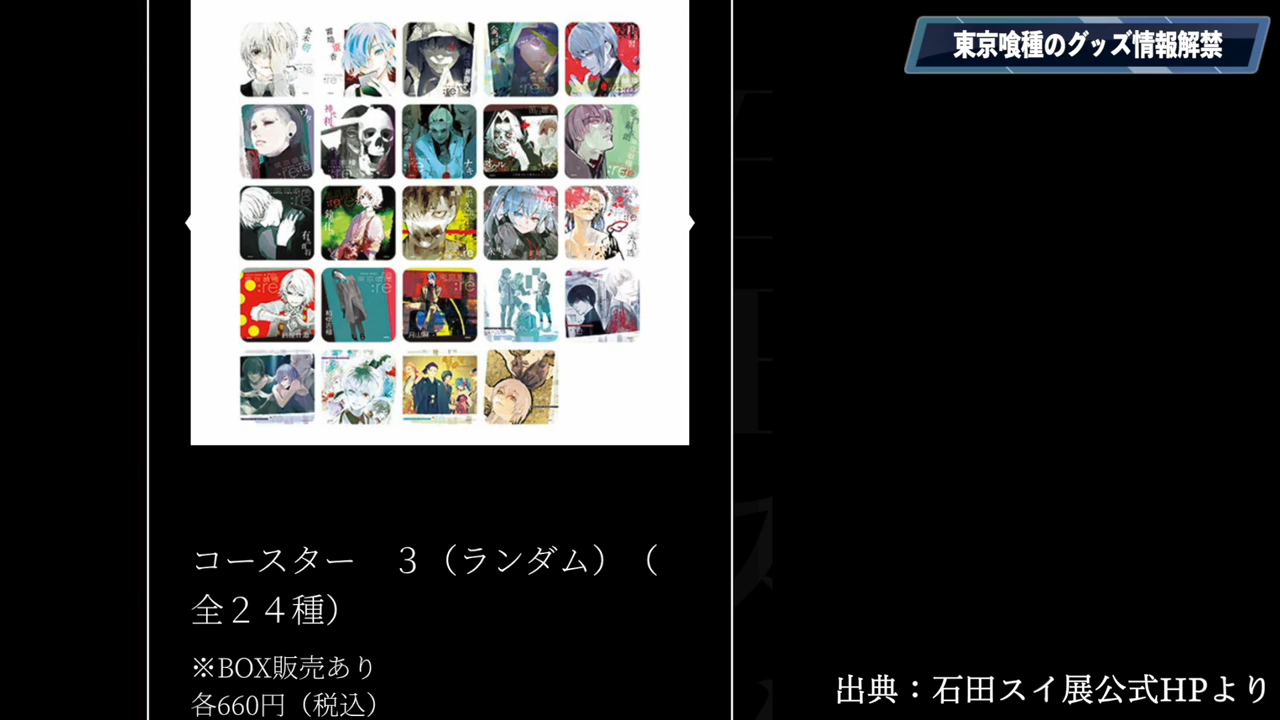 東京喰種のグッズ情報解禁
コースター　３（ランダム）（
全２４種）
※BOX販売あり
各660円（税込）
出典：石田スイ展公式HPより